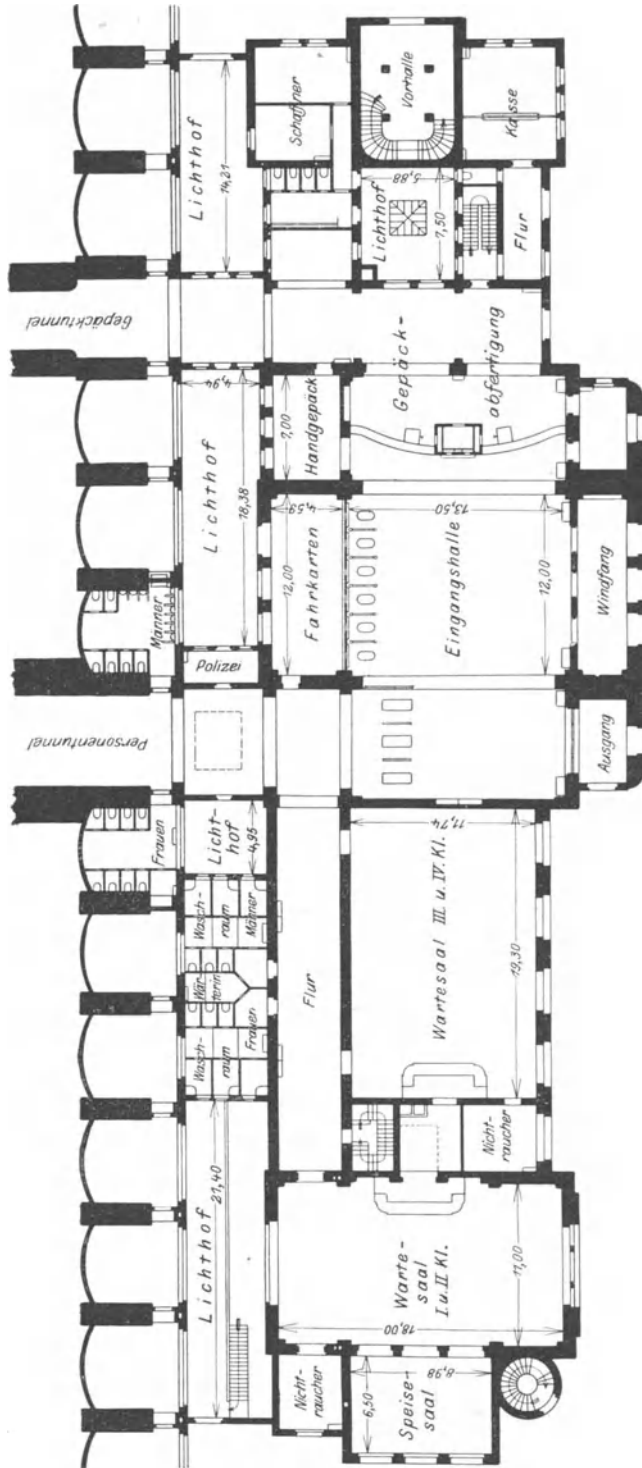 Lichthof
14,21
Schaffner
Vorhalle
Kasse
Lichthof
5,88
7,50
Flur
Gepäcktunnel
Lichthof
4,94
18,38
Handgepäck
7,00
Gepäck-
abfertigung
Fahrkarten
12,00
4,59
Eingangshalle
13,50
12,00
Windfang
Männer
Polizei
Personentunnel
Ausgang
Frauen
Licht-
hof
4,95
Wasch-
raum
Männer
Wär-
terin
Wasch-
raum
Frauen
Flur
Wartesaal III. u. IV. Kl.
11,74
19,30
Nicht-
raucher
Lichthof
21,40
Warte-
saal
I. u. II. Kl.
18,00
11,00
Nicht-
raucher
Speise-
saal
6,50
8,98